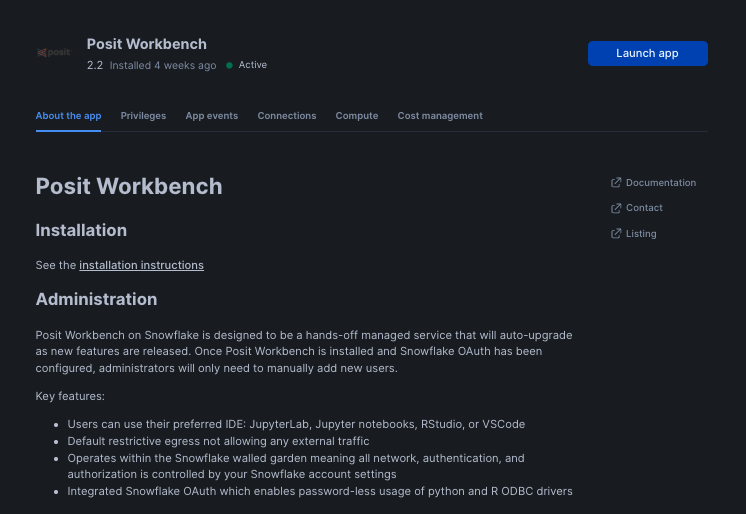 posit
Posit Workbench
2.2 Installed 4 weeks ago Active
Launch app
About the app Privileges App events Connections Compute Cost management
Posit Workbench
Documentation
Contact
Listing
Installation
See the installation instructions
Administration
Posit Workbench on Snowflake is designed to be a hands-off managed service that will auto-upgrade
as new features are released. Once Posit Workbench is installed and Snowflake OAuth has been
configured, administrators will only need to manually add new users.
Key features:
• Users can use their preferred IDE: JupyterLab, Jupyter notebooks, RStudio, or VSCode
• Default restrictive egress not allowing any external traffic
• Operates within the Snowflake walled garden meaning all network, authentication, and
authorization is controlled by your Snowflake account settings
• Integrated Snowflake OAuth which enables password-less usage of python and R ODBC drivers